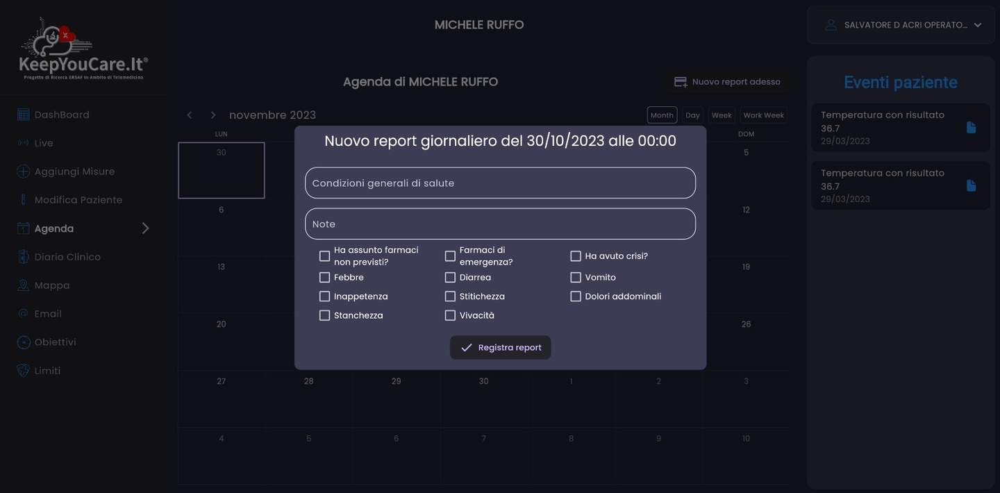 KeepYouCare.It®
Progetto di Ricerca ERSAF in Ambito di Telemedicina
DashBoard
Live
Aggiungi Misure
Modifica Paziente
Agenda
Diario Clinico
Mappa
Email
Obiettivi
Limiti
MICHELE RUFFO
Agenda di MICHELE RUFFO
Nuovo report adesso
novembre 2023
Month Day Week Work Week
LUN DOM
30 5
6 12
13 19
20 26
27 28 29 30 1 2 3
4 5 6 7 8 9 10
Nuovo report giornaliero del 30/10/2023 alle 00:00
Condizioni generali di salute
Note
Ha assunto farmaci
non previsti?
Farmaci di
emergenza?
Ha avuto crisi?
Febbre Diarrea Vomito
Inappetenza Stitichezza Dolori addominali
Stanchezza Vivacità
Registra report
SALVATORE D ACRI OPERATO...
Eventi paziente
Temperatura con risultato
36.7
29/03/2023
Temperatura con risultato
36.7
29/03/2023